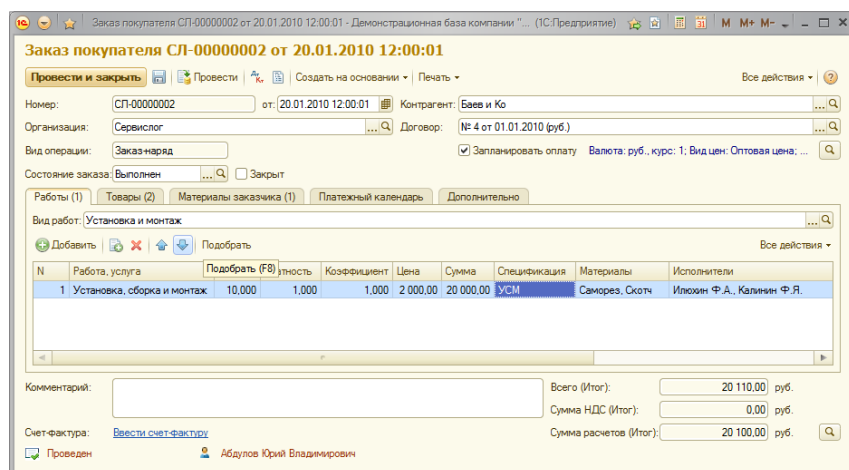 Заказ покупателя СЛ-00000002 от 20.01.2010 12:00:01 - Демонстрационная база компании "... (1С:Предприятие) M M+ M-
Заказ покупателя СЛ-00000002 от 20.01.2010 12:00:01
Провести и закрыть Провести Создать на основании Печать Все действия
Номер: СЛ-00000002 от: 20.01.2010 12:00:01 Контрагент: Баев и Ко ...
Организация: Сервислог ... Договор: № 4 от 01.01.2010 (руб.) ...
Вид операции: Заказ-наряд Запланировать оплату Валюта: руб., курс: 1; Вид цен: Оптовая цена; ...
Состояние заказа: Выполнен ... Закрыт
Работы (1) Товары (2) Материалы заказчика (1) Платежный календарь Дополнительно
Вид работ: Установка и монтаж ...
Добавить Подобрать Все действия
N Работа, услуга Подобрать (F8) тность Коэффициент Цена Сумма Спецификация Материалы Исполнители
1 Установка, сборка и монтаж 10,000 1,000 1,000 2 000,00 20 000,00 УСМ Саморез, Скотч Илюхин Ф.А., Калинин Ф.Я.
Комментарий: Всего (Итог): 20 110,00 руб.
Сумма НДС (Итог): 0,00 руб.
Счет-фактура: Ввести счет-фактуру Сумма расчетов (Итог): 20 100,00 руб.
Проведен Абдулов Юрий Владимирович